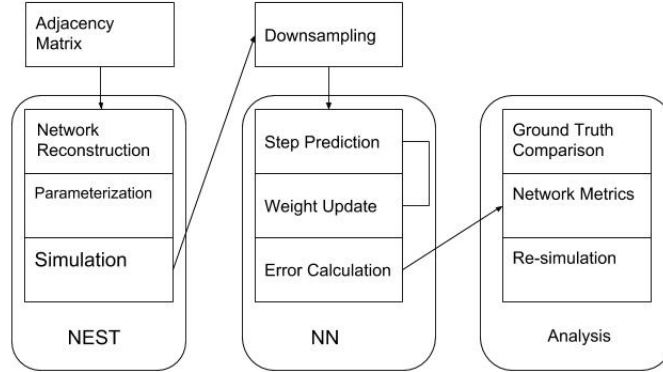 Adjacency
Matrix
Downsampling
Network
Reconstruction
Parameterization
Simulation
NEST
Step Prediction
Weight Update
Error Calculation
NN
Ground Truth
Comparison
Network Metrics
Re-simulation
Analysis